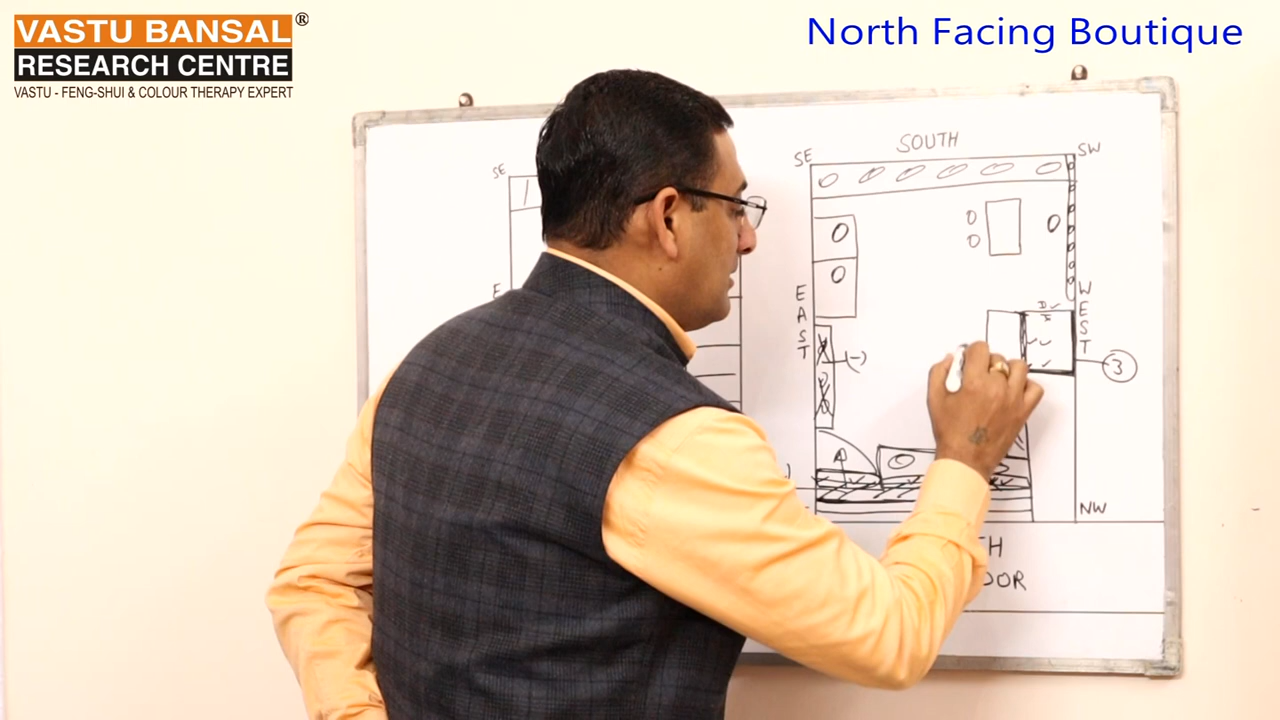 VASTU BANSAL®
RESEARCH CENTRE
VASTU - FENG-SHUI & COLOUR THERAPY EXPERT
North Facing Boutique
SE
E
SE
SOUTH
SW
EAST
WEST
(-)
3
NW